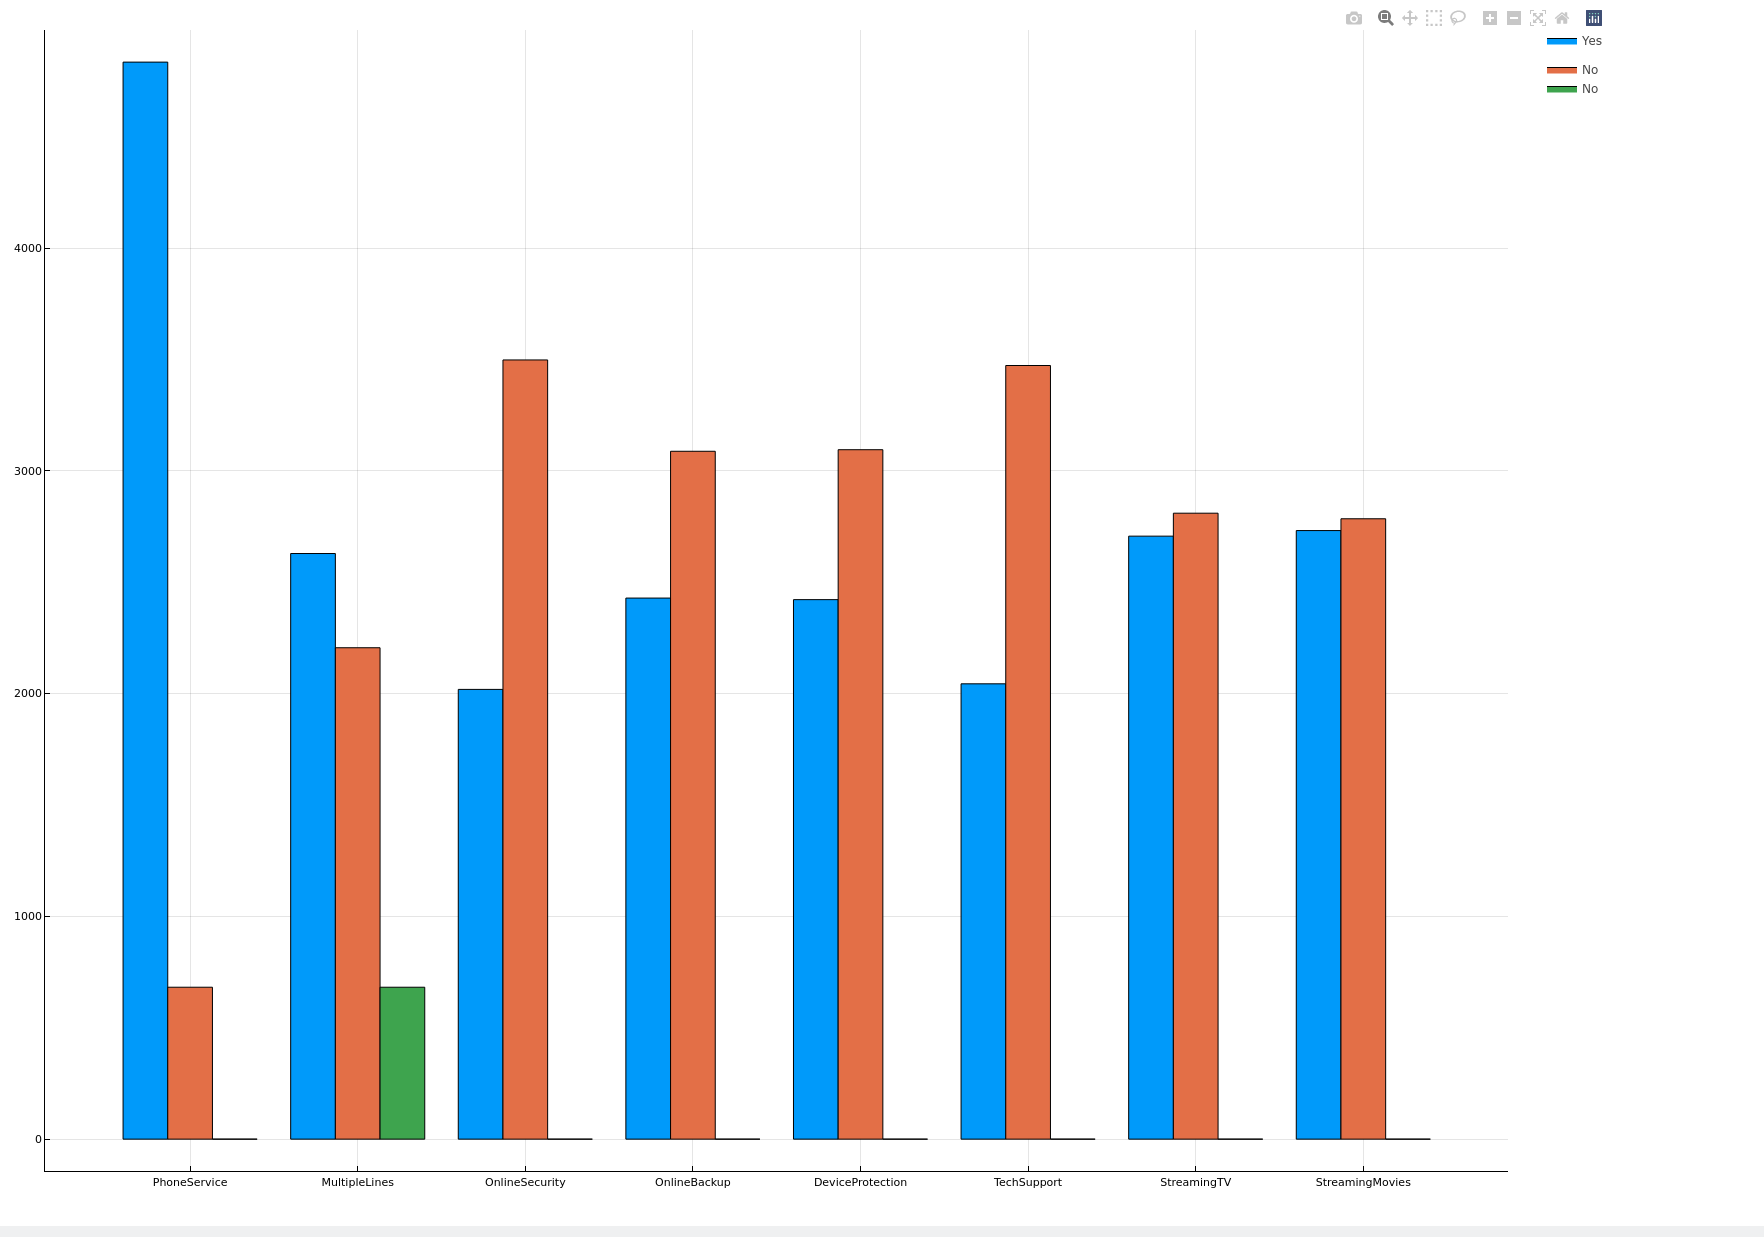 Yes
No
No
4000
3000
2000
1000
0
PhoneService MultipleLines OnlineSecurity OnlineBackup DeviceProtection TechSupport StreamingTV StreamingMovies